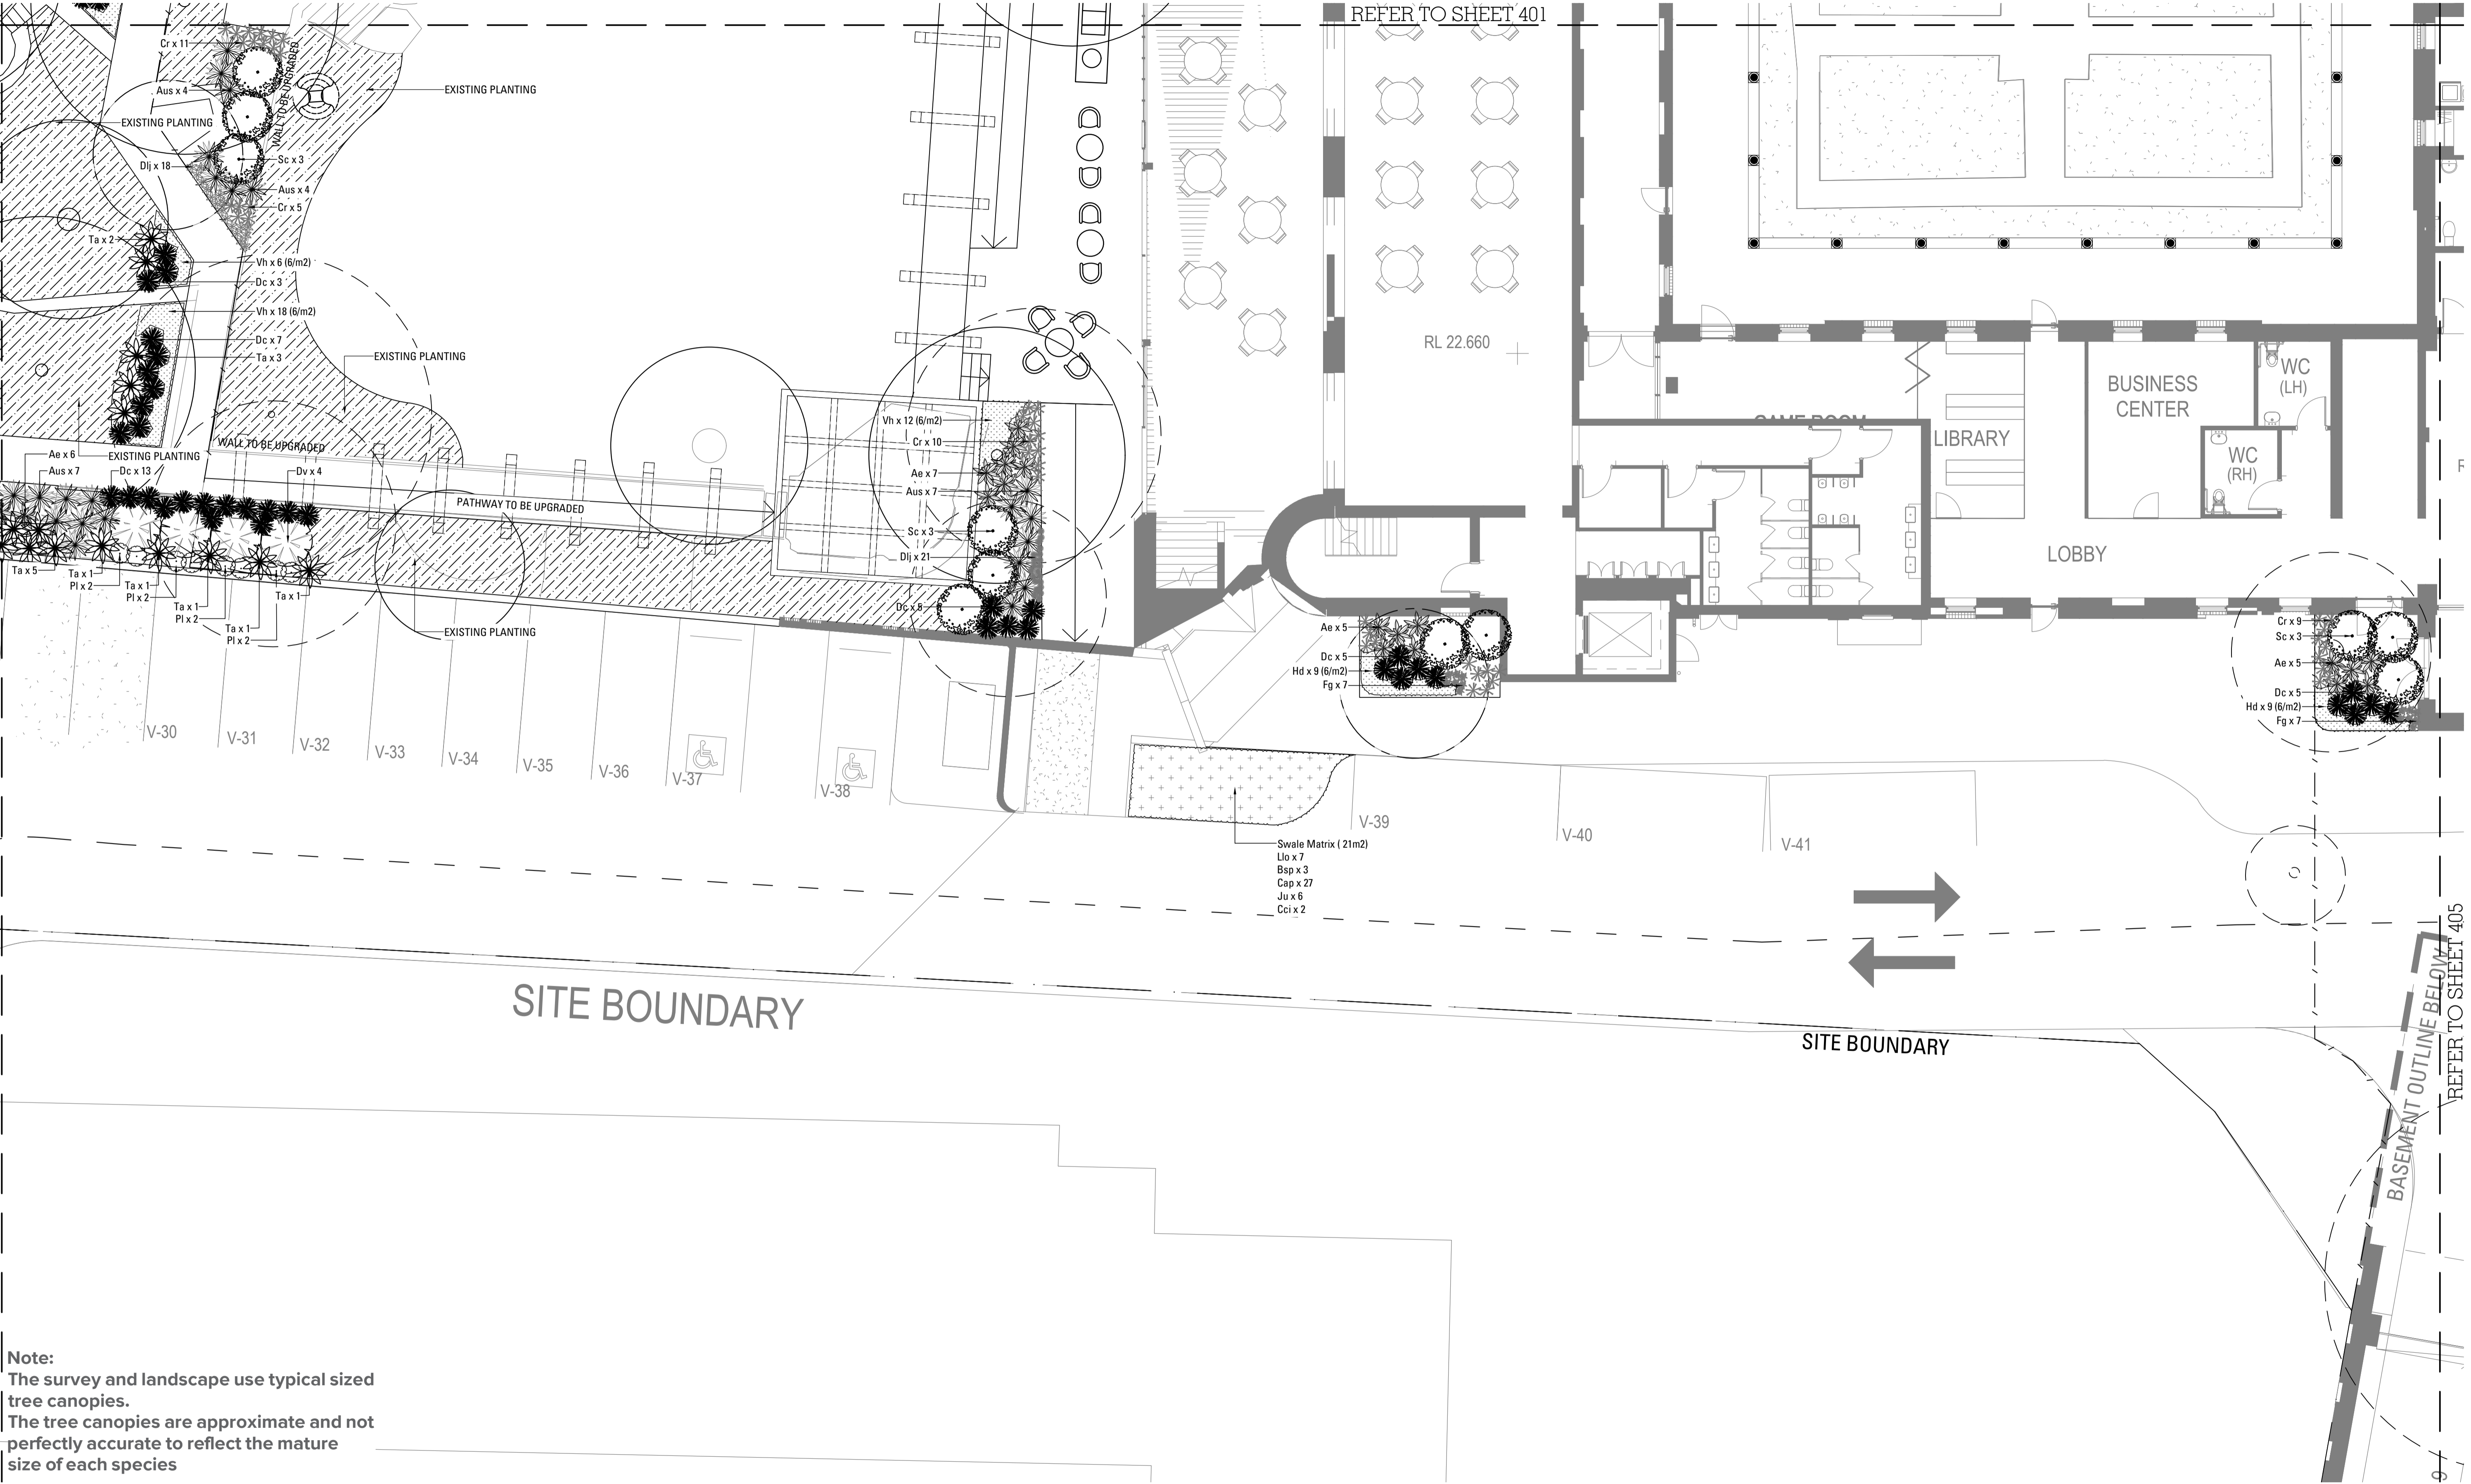 REFER TO SHEET 401
Cr x 11
WALL TO BE UPGRADED
EXISTING PLANTING
Aus x 4
EXISTING PLANTING
Dlj x 18
Sc x 3
Aus x 4
Cr x 5
Ta x 2
Vh x 6 (6/m2)
Dc x 3
Vh x 18 (6/m2)
Dc x 7
Ta x 3
EXISTING PLANTING
WALL TO BE UPGRADED
EXISTING PLANTING
Ae x 6
Aus x 7
Dc x 13
Dv x 4
PATHWAY TO BE UPGRADED
Ta x 5
Ta x 1
Pl x 2
Ta x 1
Pl x 2
Ta x 1
Pl x 2
Ta x 1
Pl x 2
Ta x 1
EXISTING PLANTING
Vh x 12 (6/m2)
Cr x 10
Ae x 7
Aus x 7
Sc x 3
Dlj x 21
Dc x 5
RL 22.660
GAME ROOM
LIBRARY
BUSINESS
CENTER
WC
(LH)
WC
(RH)
LOBBY
Ae x 5
Dc x 5
Hd x 9 (6/m2)
Fg x 7
Cr x 9
Sc x 3
Ae x 5
Dc x 5
Hd x 9 (6/m2)
Fg x 7
V-30
V-31
V-32
V-33
V-34
V-35
V-36
V-37
V-38
V-39
V-40
V-41
Swale Matrix ( 21m2)
Llo x 7
Bsp x 3
Cap x 27
Ju x 6
Cci x 2
SITE BOUNDARY
SITE BOUNDARY
BASEMENT OUTLINE BELOW
REFER TO SHEET 405
Note:
The survey and landscape use typical sized
tree canopies.
The tree canopies are approximate and not
perfectly accurate to reflect the mature
size of each species